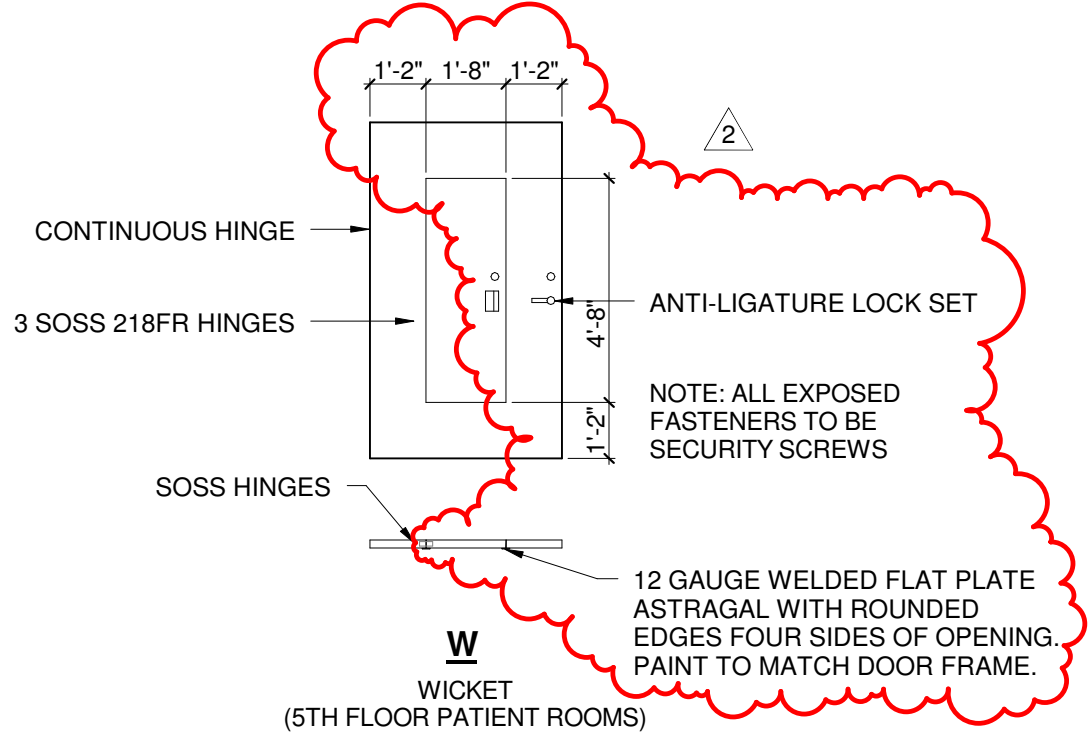 1'-2" 1'-8" 1'-2"
2
CONTINUOUS HINGE
3 SOSS 218FR HINGES
ANTI-LIGATURE LOCK SET
4'-8"
NOTE: ALL EXPOSED
FASTENERS TO BE
SECURITY SCREWS
1'-2"
SOSS HINGES
12 GAUGE WELDED FLAT PLATE
ASTRAGAL WITH ROUNDED
EDGES FOUR SIDES OF OPENING.
PAINT TO MATCH DOOR FRAME.
W
WICKET
(5TH FLOOR PATIENT ROOMS)